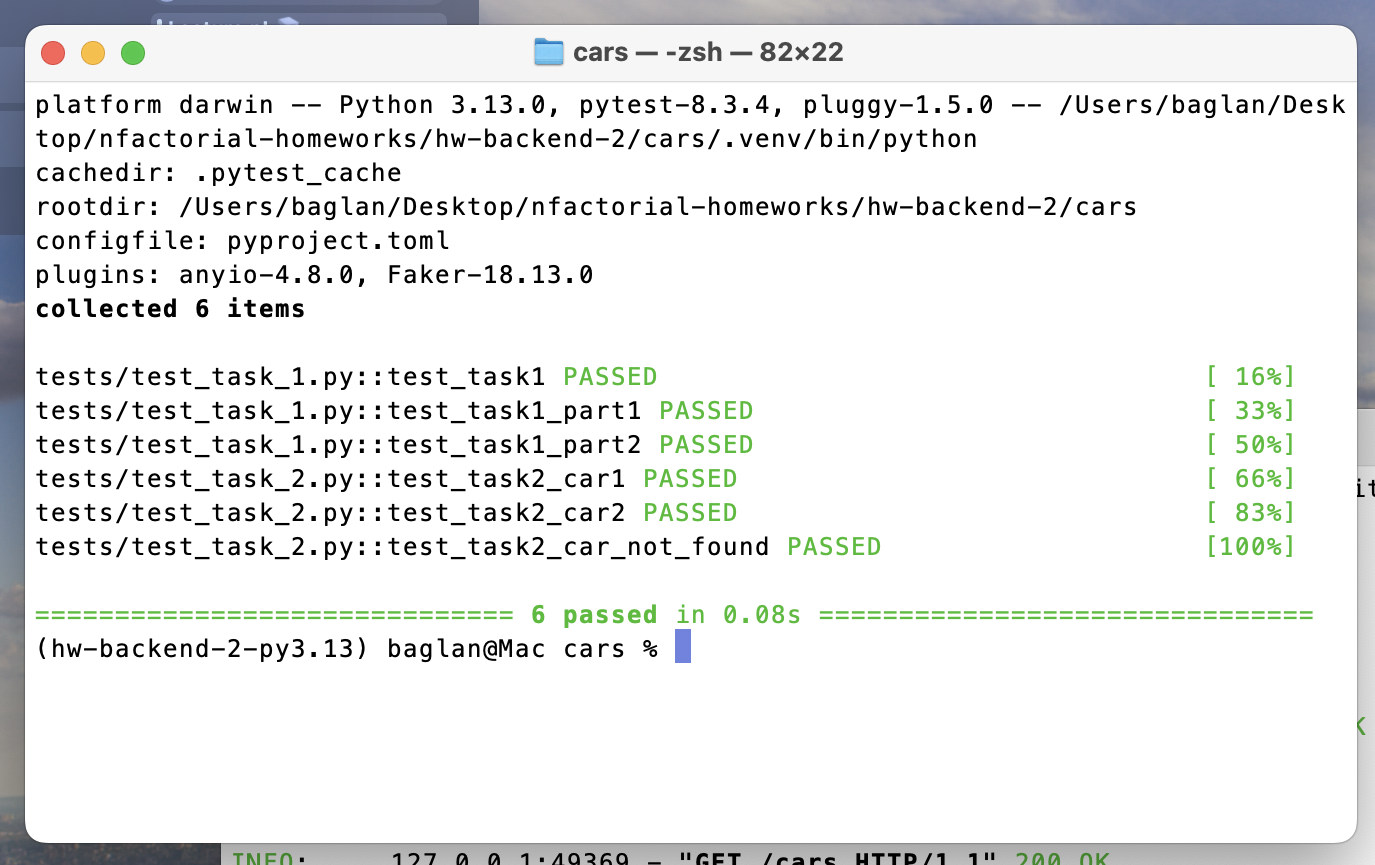 cars — -zsh — 82×22
platform darwin -- Python 3.13.0, pytest-8.3.4, pluggy-1.5.0 -- /Users/baglan/Desk
top/nfactorial-homeworks/hw-backend-2/cars/.venv/bin/python
cachedir: .pytest_cache
rootdir: /Users/baglan/Desktop/nfactorial-homeworks/hw-backend-2/cars
configfile: pyproject.toml
plugins: anyio-4.8.0, Faker-18.13.0
collected 6 items
tests/test_task_1.py::test_task1 PASSED [ 16%]
tests/test_task_1.py::test_task1_part1 PASSED [ 33%]
tests/test_task_1.py::test_task1_part2 PASSED [ 50%]
tests/test_task_2.py::test_task2_car1 PASSED [ 66%]
tests/test_task_2.py::test_task2_car2 PASSED [ 83%]
tests/test_task_2.py::test_task2_car_not_found PASSED [100%]
============================== 6 passed in 0.08s ===============================
(hw-backend-2-py3.13) baglan@Mac cars %
INFO: 127.0.0.1:49369 - "GET /cars HTTP/1.1" 200 OK